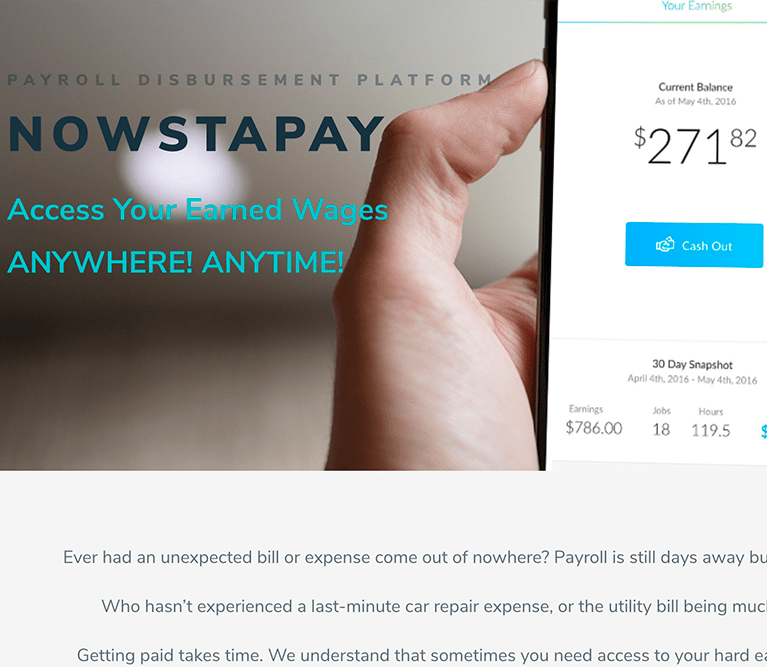 Your Earnings
PAYROLL DISBURSEMENT PLATFORM
NOWSTAPAY
Access Your Earned Wages
ANYWHERE! ANYTIME!
Current Balance
As of May 4th, 2016
$271.82
Cash Out
30 Day Snapshot
April 4th, 2016 - May 4th, 2016
Earnings Jobs Hours
$786.00 18 119.5 $
Ever had an unexpected bill or expense come out of nowhere? Payroll is still days away
Who hasn’t experienced a last-minute car repair expense, or the utility bill being
Getting paid takes time. We understand that sometimes you need access to your hard